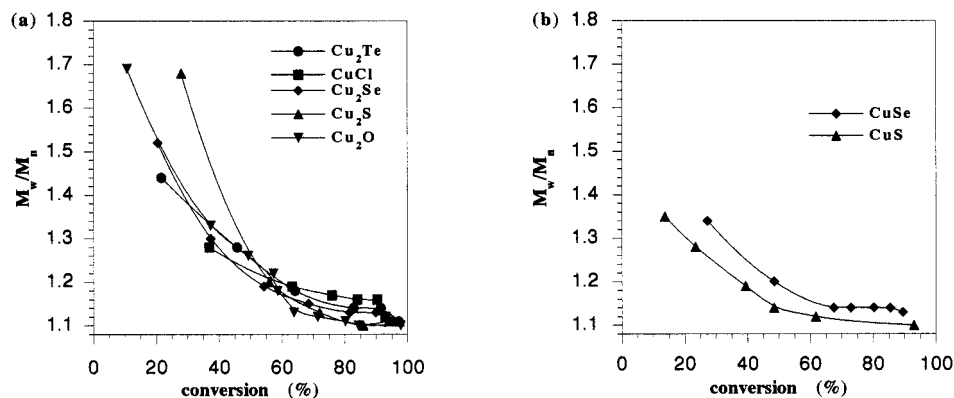 (a)
1.8
1.7
1.6
1.5
1.4
1.3
1.2
1.1
Mw/Mn
Cu2Te
CuCl
Cu2Se
Cu2S
Cu2O
0 20 40 60 80 100
conversion (%)
(b)
1.8
1.7
1.6
1.5
1.4
1.3
1.2
1.1
Mw/Mn
CuSe
CuS
0 20 40 60 80 100
conversion (%)